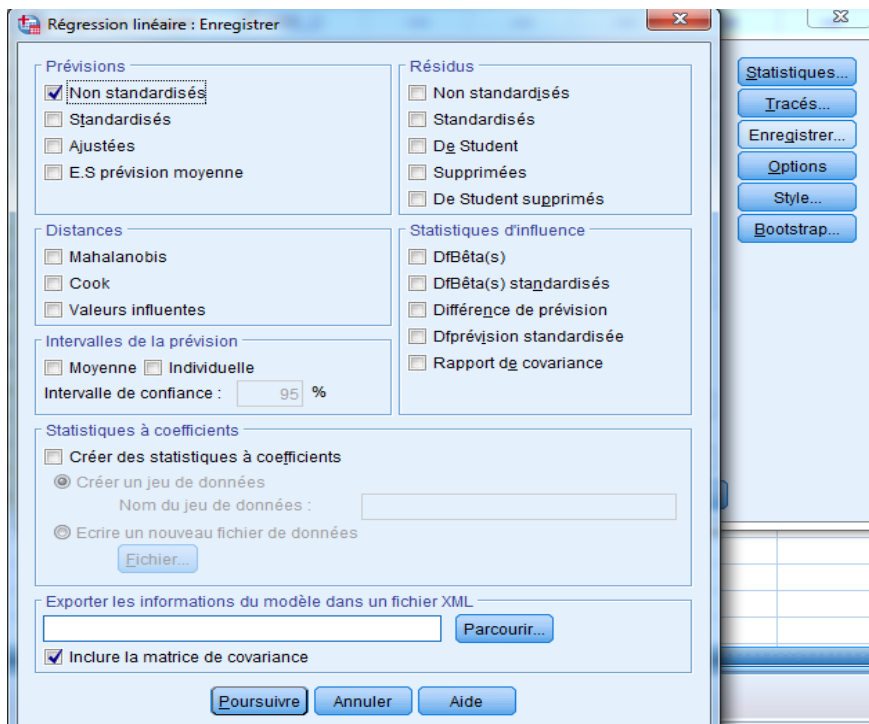 Régression linéaire : Enregistrer
Prévisions
Non standardisés
Standardisés
Ajustées
E.S prévision moyenne
Résidus
Non standardisés
Standardisés
De Student
Supprimées
De Student supprimés
Distances
Mahalanobis
Cook
Valeurs influentes
Statistiques d'influence
DfBêta(s)
DfBêta(s) standardisés
Différence de prévision
Dfprévision standardisée
Rapport de covariance
Intervalles de la prévision
Moyenne Individuelle
Intervalle de confiance : 95 %
Statistiques à coefficients
Créer des statistiques à coefficients
Créer un jeu de données
Nom du jeu de données :
Ecrire un nouveau fichier de données
Fichier...
Exporter les informations du modèle dans un fichier XML
Parcourir...
Inclure la matrice de covariance
Poursuivre Annuler Aide
Statistiques...
Tracés...
Enregistrer...
Options
Style...
Bootstrap...